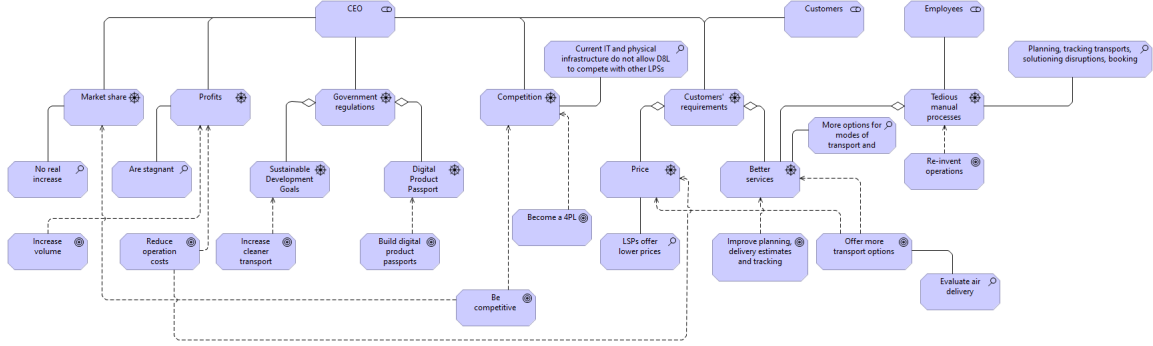 CEO
Customers
Employees
Current IT and physical
infrastructure do not allow D8L
to compete with other LPSs
Planning, tracking transports,
solutioning disruptions, booking
Market share
Profits
Government
regulations
Competition
Customers'
requirements
Tedious
manual
processes
More options for
modes of
transport and
No real
increase
Are stagnant
Sustainable
Development
Goals
Digital
Product
Passport
Price
Better
services
Re-invent
operations
Become a 4PL
Increase
volume
Reduce
operation
costs
Increase
cleaner
transport
Build digital
product
passports
LSPs offer
lower prices
Improve planning,
delivery estimates
and tracking
Offer more
transport options
Evaluate air
delivery
Be
competitive